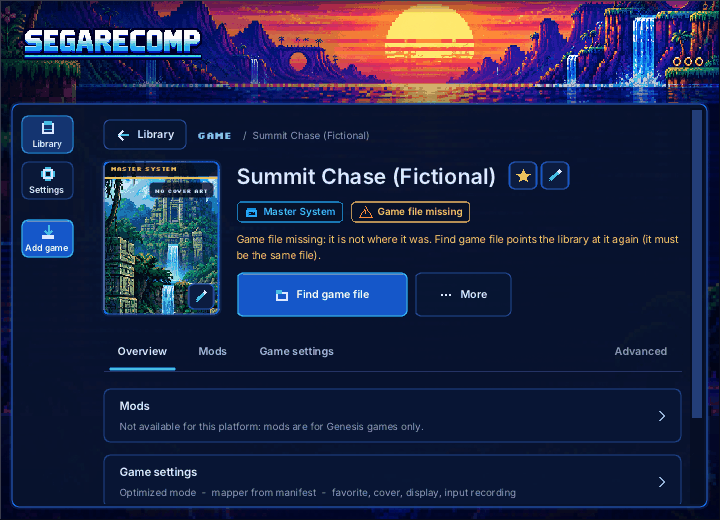 SEGARECOMP
Library
Settings
Add game
Library
GAME / Summit Chase (Fictional)
MASTER SYSTEM
NO COVER ART
Summit Chase (Fictional)
Master System
Game file missing
Game file missing: it is not where it was. Find game file points the library at it again (it must
be the same file).
Find game file
More
Overview
Mods
Game settings
Advanced
Mods
Not available for this platform: mods are for Genesis games only.
Game settings
Optimized mode - mapper from manifest - favorite, cover, display, input recording